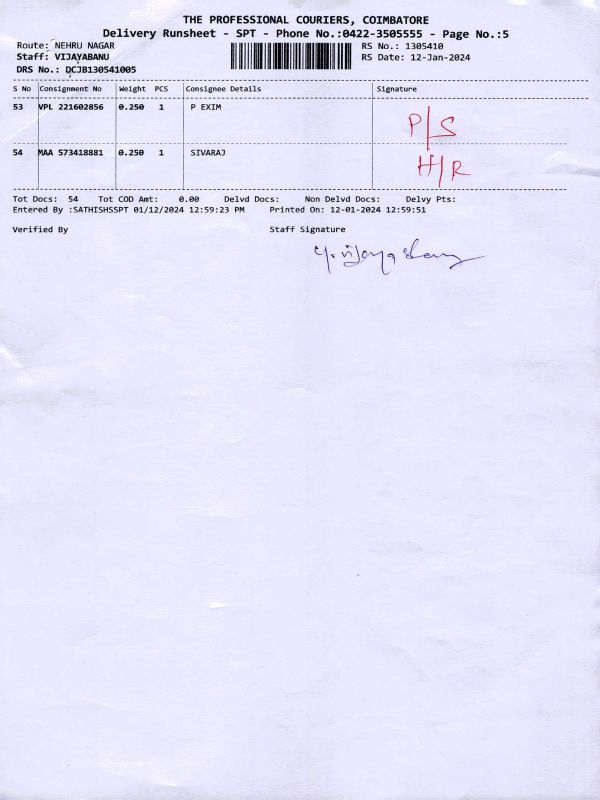 THE PROFESSIONAL COURIERS, COIMBATORE
Delivery Runsheet - SPT - Phone No.:0422-3505555 - Page No.:5
Route: NEHRU NAGAR RS No.: 1305410
Staff: VIJAYABANU RS Date: 12-Jan-2024
DRS No.: DCJB130541005
S No Consignment No Weight PCS Consignee Details Signature
53 VPL 221602856 0.250 1 P EXIM P/S
54 MAA 573418881 0.250 1 SIVARAJ H/R
Tot Docs: 54 Tot COD Amt: 0.00 Delvd Docs: Non Delvd Docs: Delvy Pts:
Entered By :SATHISHSSPT 01/12/2024 12:59:23 PM Printed On: 12-01-2024 12:59:51
Verified By Staff Signature